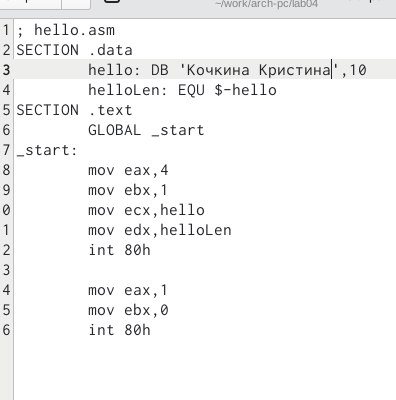 ~/work/arch-pc/lab04
1 ; hello.asm
2 SECTION .data
3 hello: DB 'Кочкина Кристина',10
4 helloLen: EQU $-hello
5 SECTION .text
6 GLOBAL _start
7 _start:
8 mov eax,4
9 mov ebx,1
0 mov ecx,hello
1 mov edx,helloLen
2 int 80h
3
4 mov eax,1
5 mov ebx,0
6 int 80h